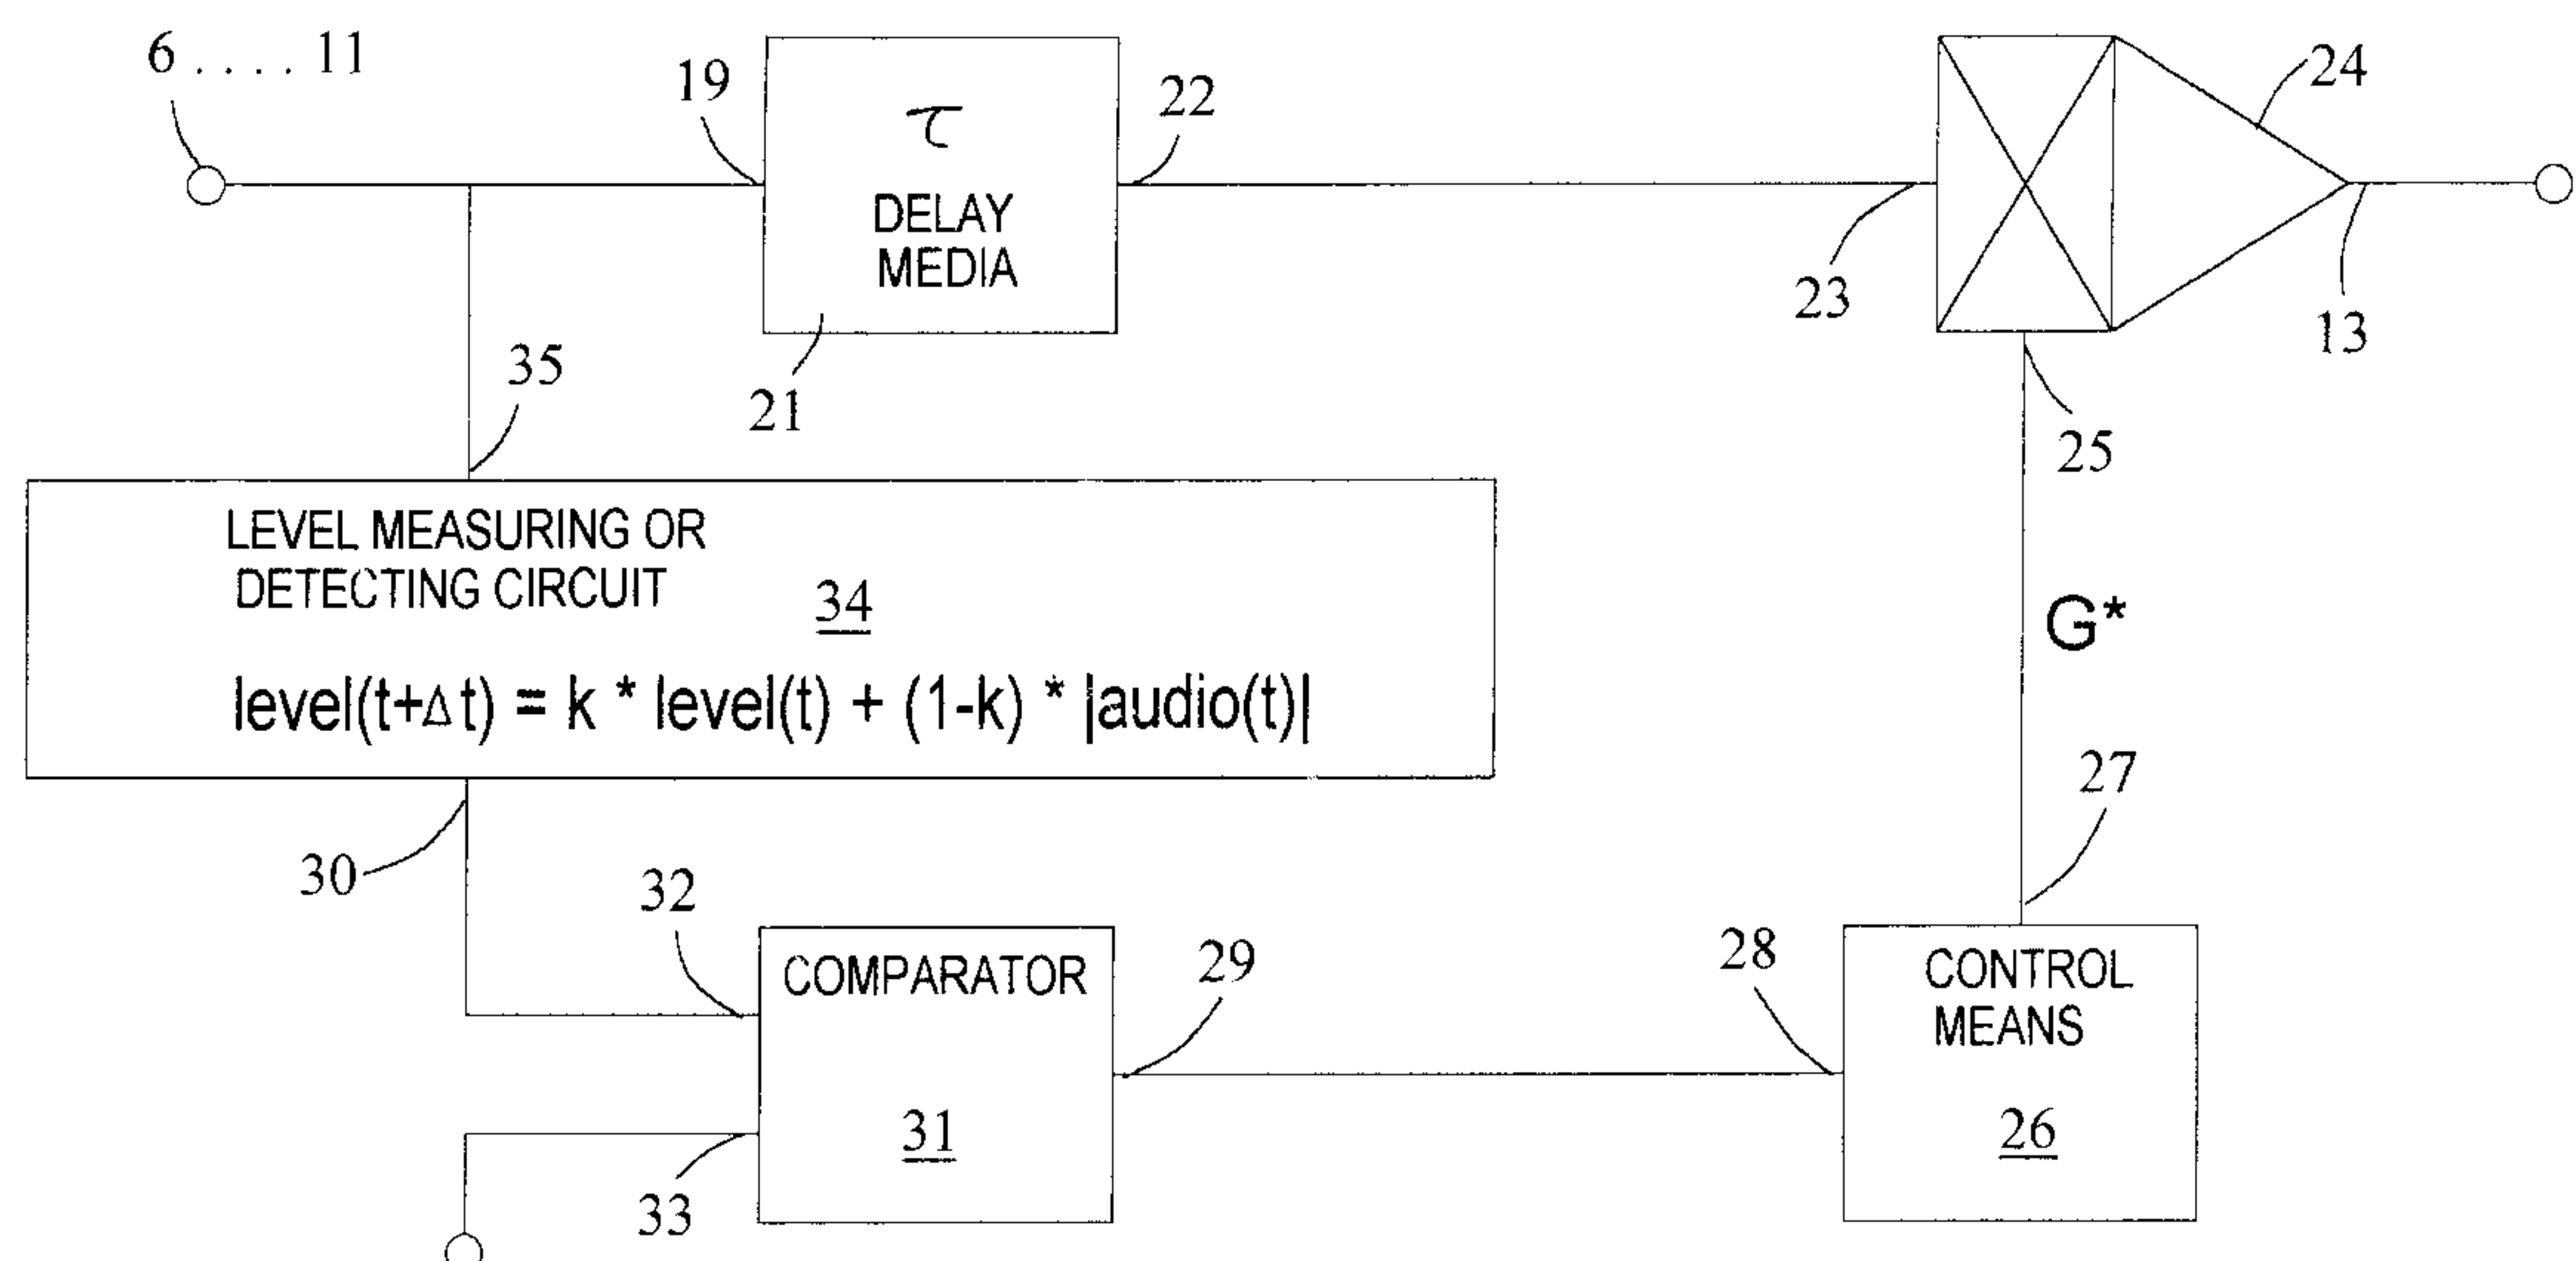 6 . . . . 11
19
τ
DELAY
MEDIA
22
24
23
13
21
35
25
LEVEL MEASURING OR
DETECTING CIRCUIT
34
level(t+Δt) = k * level(t) + (1-k) * |audio(t)|
G*
27
30
32
COMPARATOR
31
29
28
CONTROL
MEANS
26
33